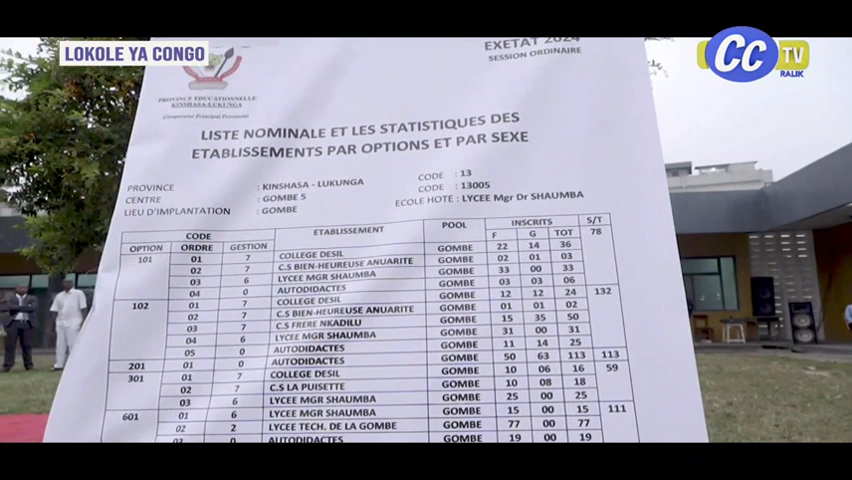 LOKOLE YA CONGO
CC TV
RALIK
EXETAT 2024
SESSION ORDINAIRE
PROVINCE EDUCATIONNELLE
KINSHASA-LUKUNGA
LISTE NOMINALE ET LES STATISTIQUES DES
ETABLISSEMENTS PAR OPTIONS ET PAR SEXE
PROVINCE : KINSHASA - LUKUNGA CODE : 13
CENTRE : GOMBE 5 CODE : 13005
LIEU D'IMPLANTATION : GOMBE ECOLE HOTE : LYCEE Mgr Dr SHAUMBA
CODE ETABLISSEMENT POOL INSCRITS S/T
OPTION ORDRE GESTION F G TOT 78
101 01 7 COLLEGE DESIL GOMBE 22 14 36
02 7 C.S BIEN-HEUREUSE ANUARITE GOMBE 02 01 03
03 6 LYCEE MGR SHAUMBA GOMBE 33 00 33
04 0 AUTODIDACTES GOMBE 03 03 06
102 01 7 COLLEGE DESIL GOMBE 12 12 24 132
02 7 C.S BIEN-HEUREUSE ANUARITE GOMBE 01 01 02
03 7 C.S FRERE NKADILU GOMBE 15 35 50
04 6 LYCEE MGR SHAUMBA GOMBE 31 00 31
05 0 AUTODIDACTES GOMBE 11 14 25
201 01 0 AUTODIDACTES GOMBE 50 63 113 113
301 01 7 COLLEGE DESIL GOMBE 10 06 16 59
02 7 C.S LA PUISETTE GOMBE 10 08 18
03 6 LYCEE MGR SHAUMBA GOMBE 25 00 25
601 01 6 LYCEE MGR SHAUMBA GOMBE 15 00 15 111
02 2 LYCEE TECH. DE LA GOMBE GOMBE 77 00 77
03 0 AUTODIDACTES GOMBE 19 00 19